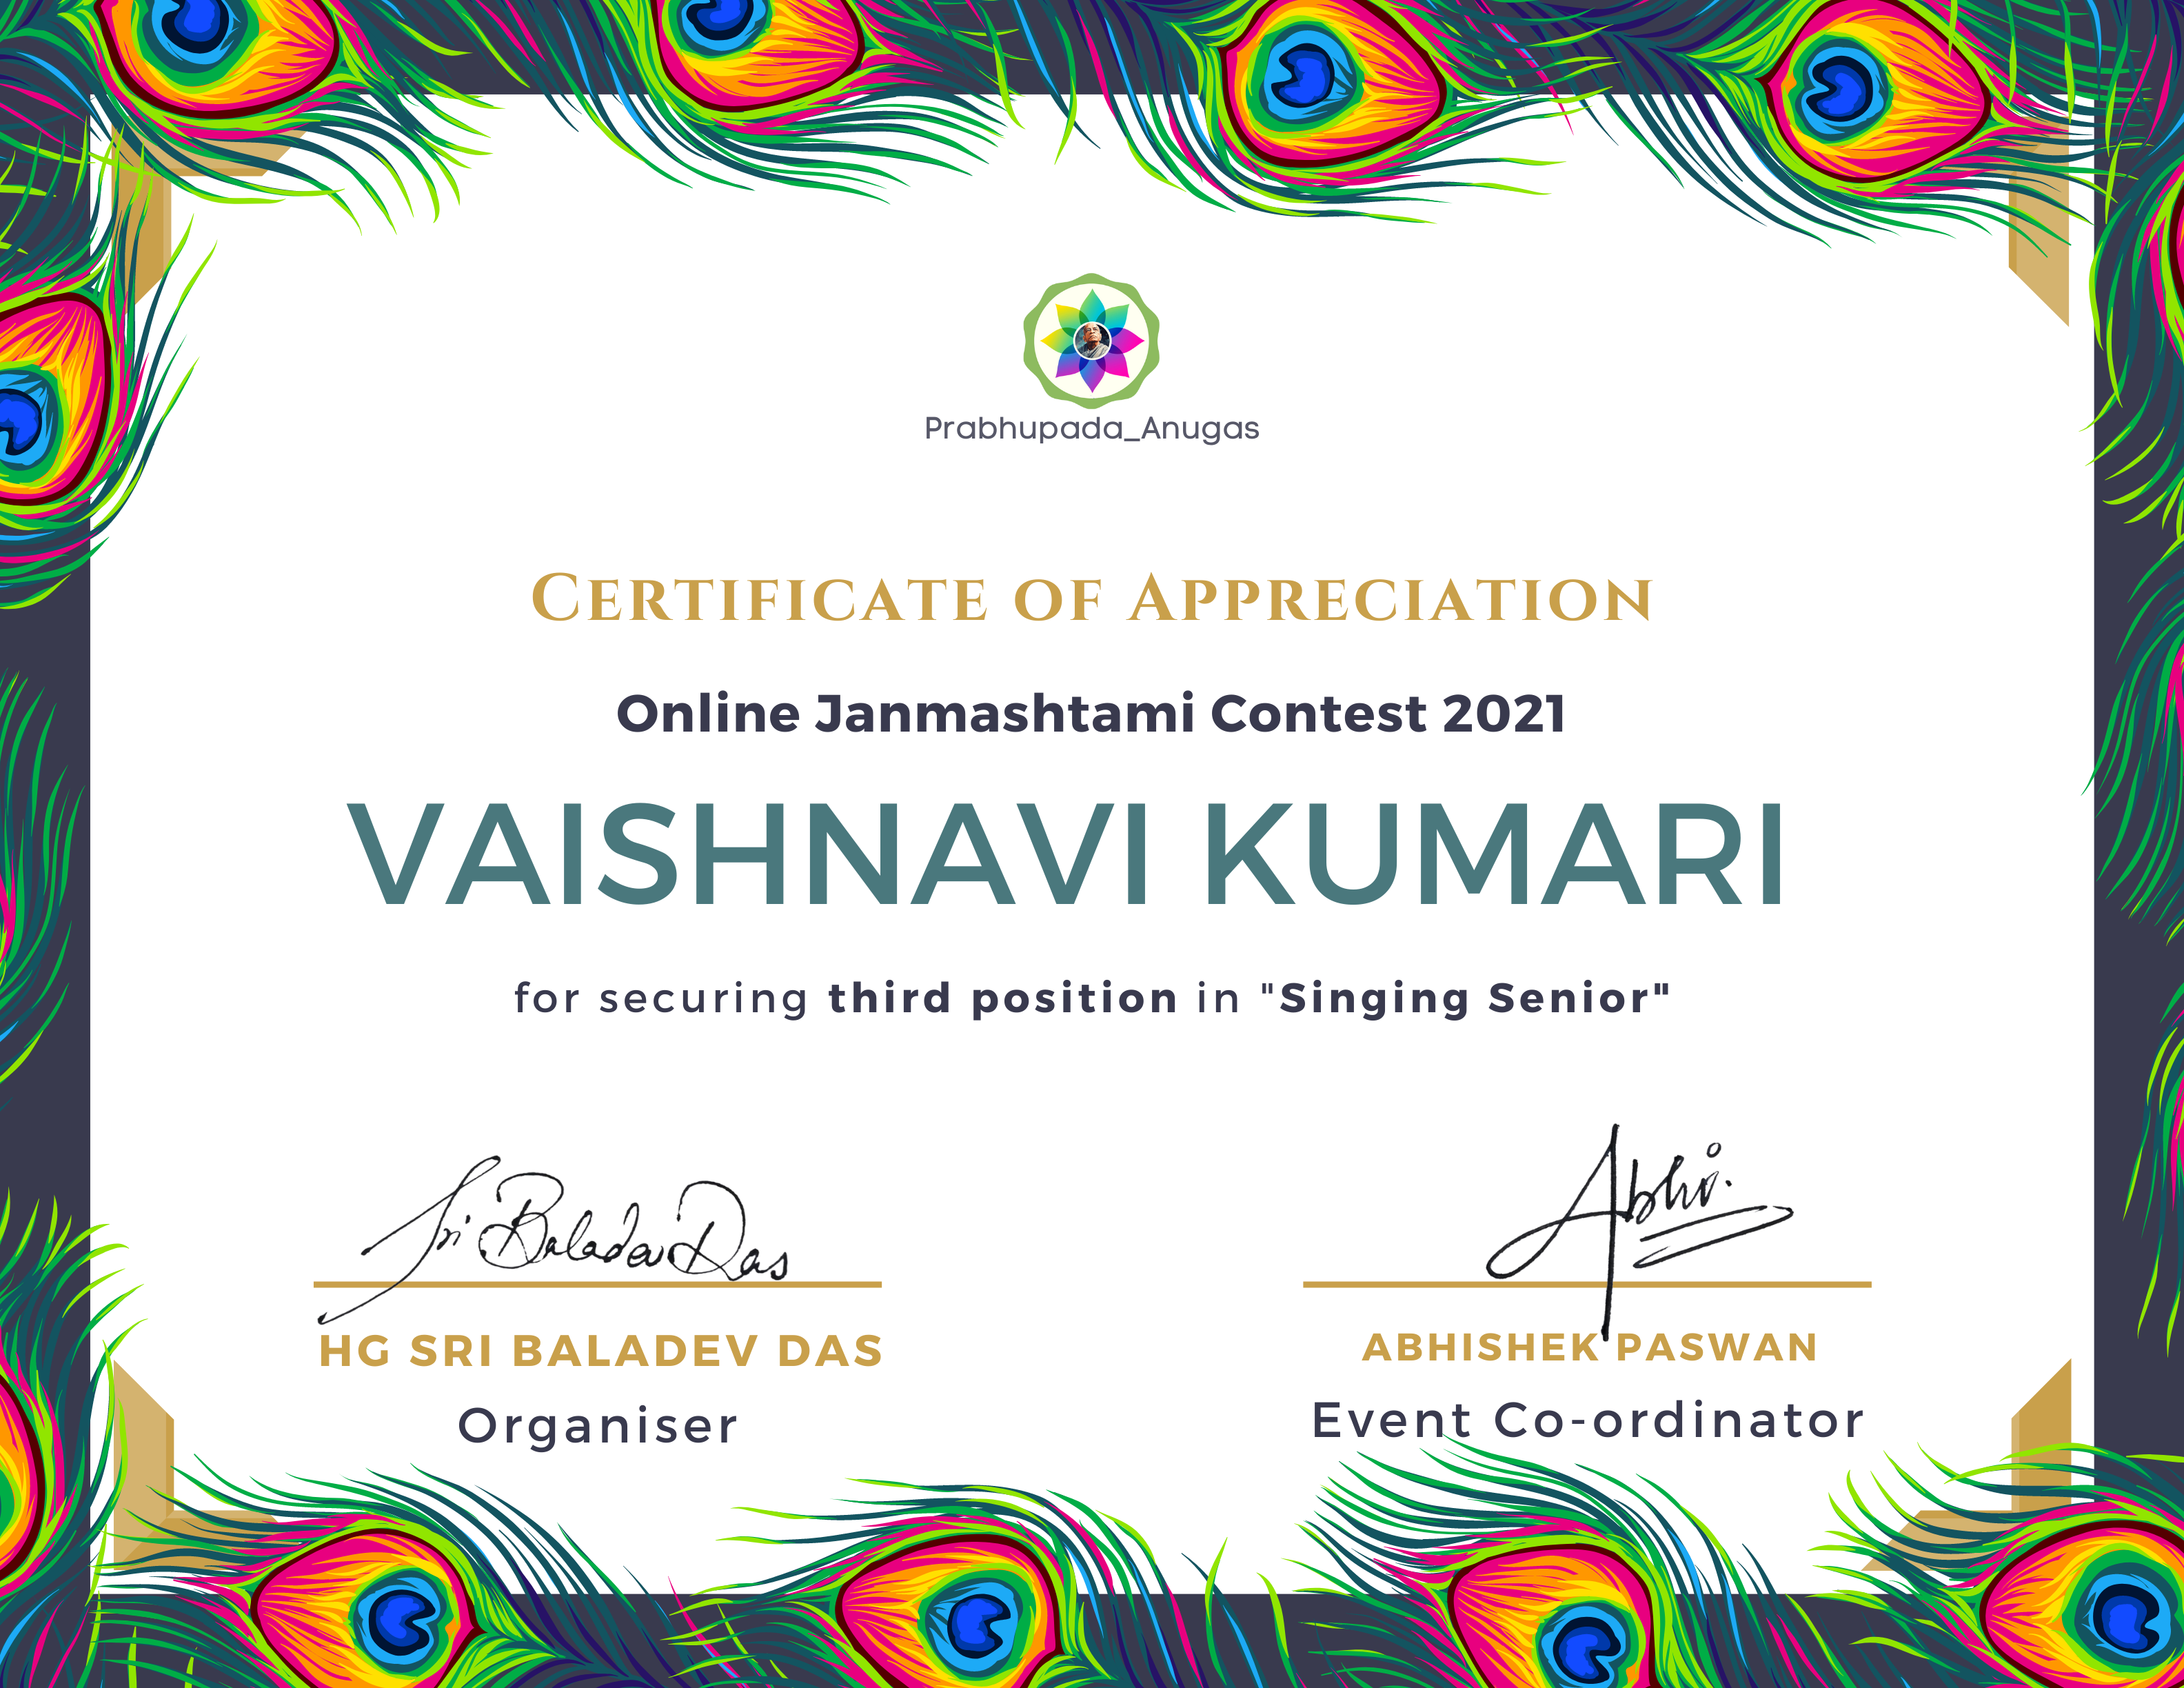 Prabhupada_Anugas
Certificate of Appreciation
Online Janmashtami Contest 2021
VAISHNAVI KUMARI
for securing third position in "Singing Senior"
Sri Baladev Das
Abhi.
HG SRI BALADEV DAS
ABHISHEK PASWAN
Organiser
Event Co-ordinator